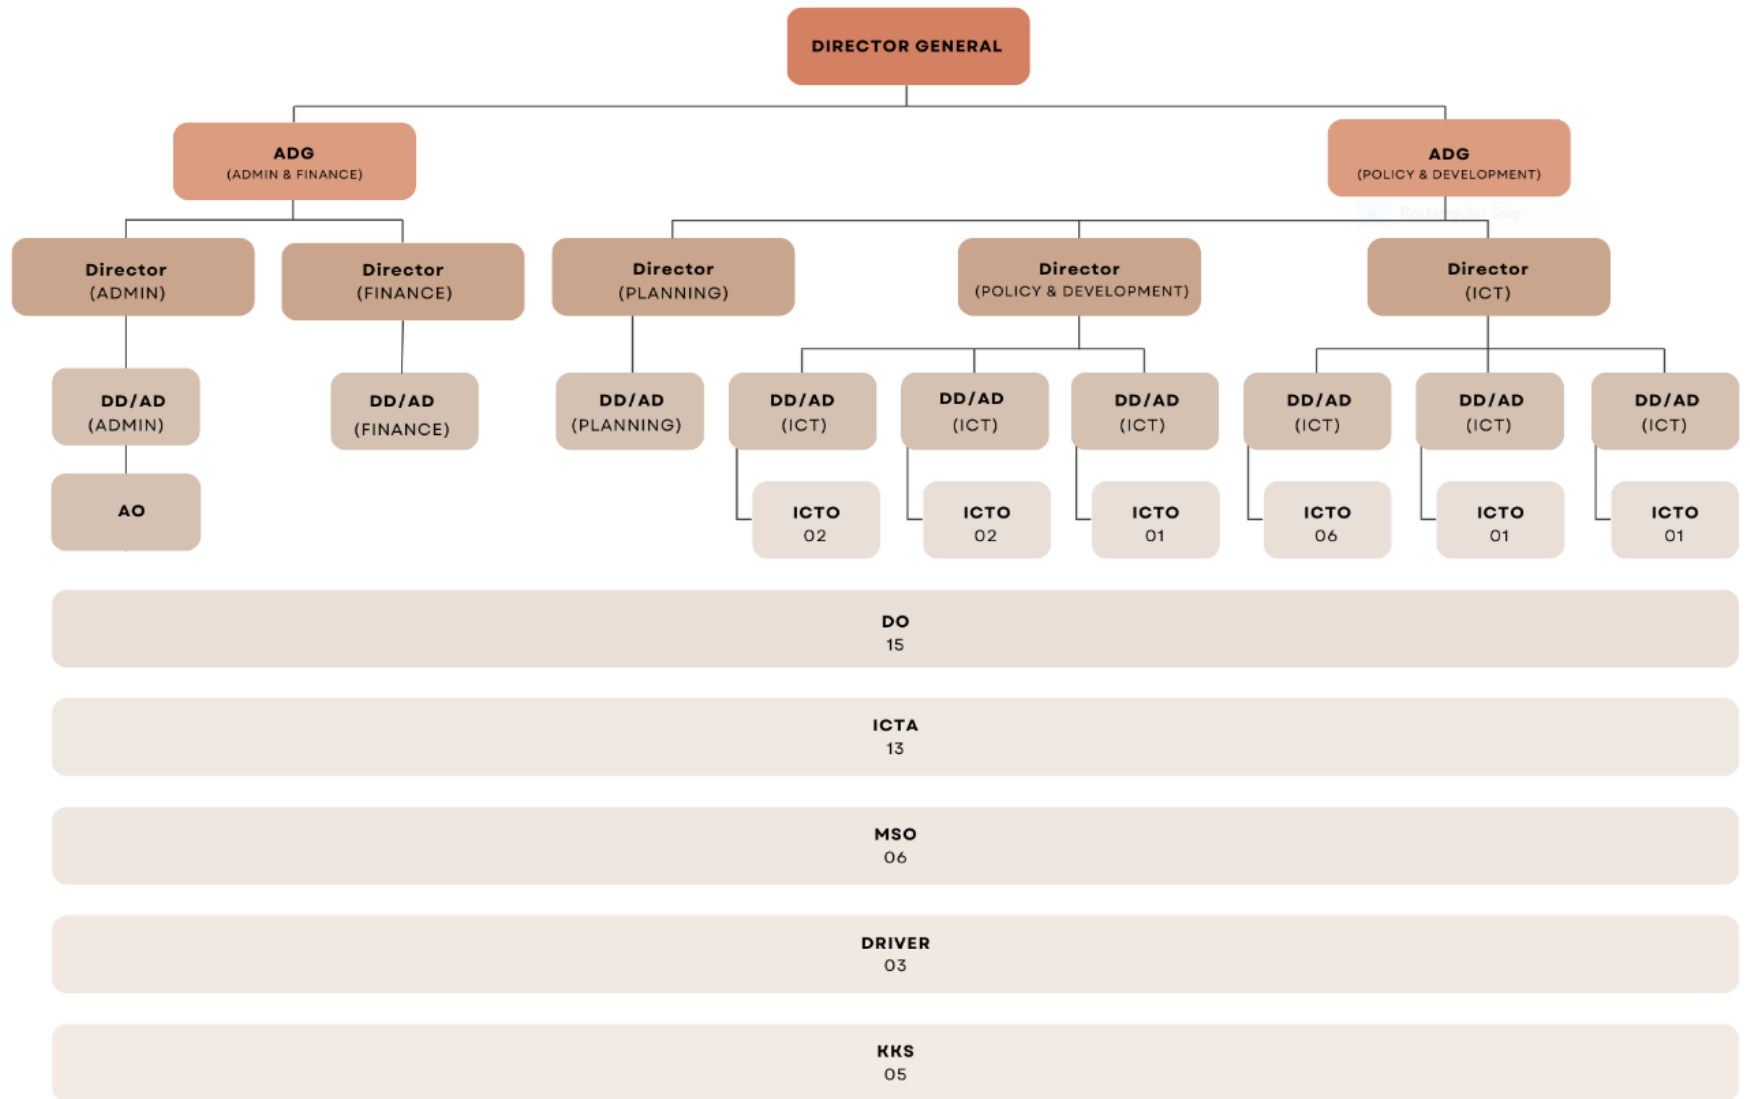 DIRECTOR GENERAL
ADG
(ADMIN & FINANCE)
ADG
(POLICY & DEVELOPMENT)
Rectangular Snip
Director
(ADMIN)
Director
(FINANCE)
Director
(PLANNING)
Director
(POLICY & DEVELOPMENT)
Director
(ICT)
DD/AD
(ADMIN)
DD/AD
(FINANCE)
DD/AD
(PLANNING)
DD/AD
(ICT)
DD/AD
(ICT)
DD/AD
(ICT)
DD/AD
(ICT)
DD/AD
(ICT)
DD/AD
(ICT)
AO
ICTO
02
ICTO
02
ICTO
01
ICTO
06
ICTO
01
ICTO
01
DO
15
ICTA
13
MSO
06
DRIVER
03
KKS
05